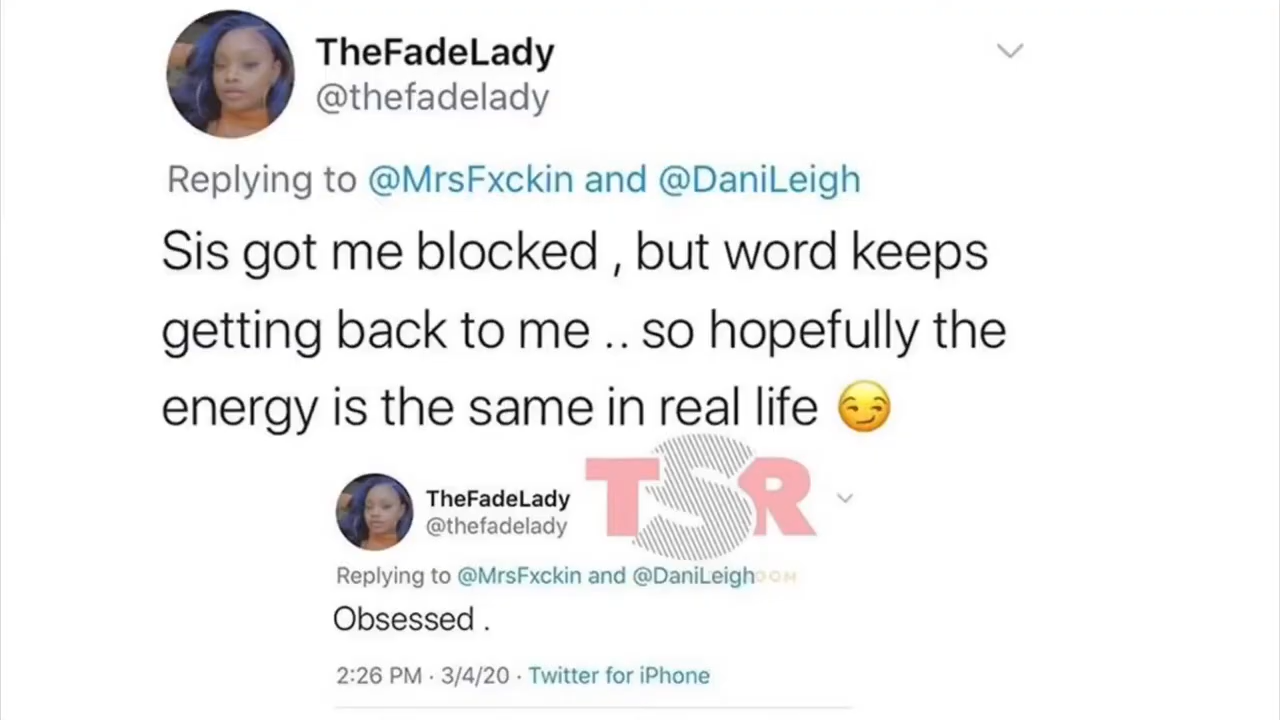 TheFadeLady
@thefadelady
Replying to @MrsFxckin and @DaniLeigh
Sis got me blocked , but word keeps
getting back to me .. so hopefully the
energy is the same in real life 😏
TSR
TheFadeLady
@thefadelady
Replying to @MrsFxckin and @DaniLeigh
Obsessed .
2:26 PM · 3/4/20 · Twitter for iPhone